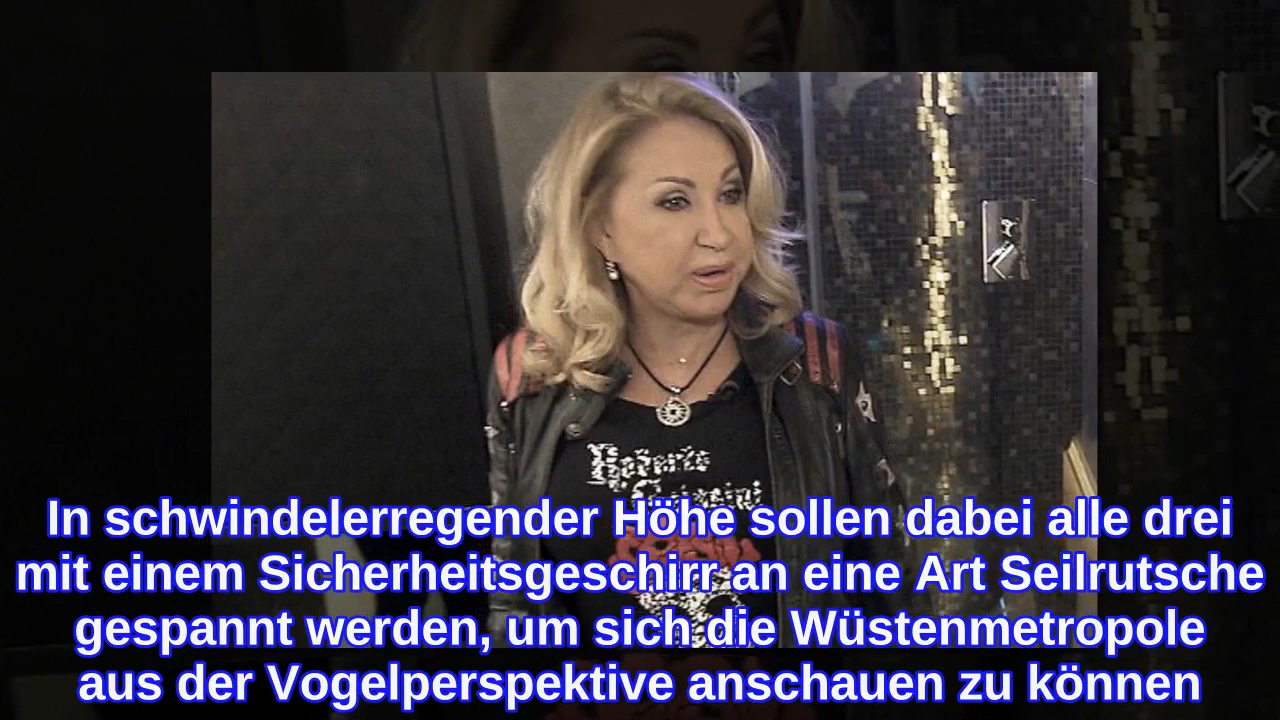 Roberto
In schwindelerregender Höhe sollen dabei alle drei
mit einem Sicherheitsgeschirr an eine Art Seilrutsche
gespannt werden, um sich die Wüstenmetropole
aus der Vogelperspektive anschauen zu können